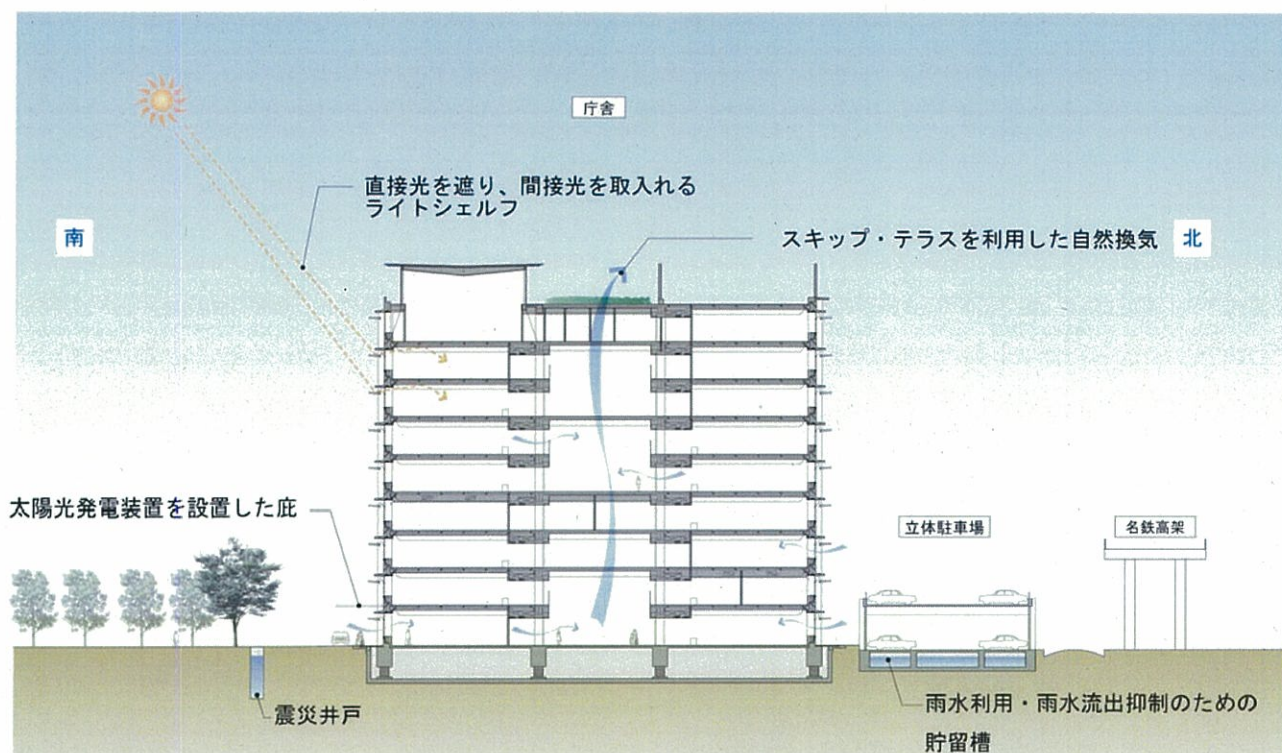 庁舎
直接光を遮り、間接光を取入れる
ライトシェルフ
南
スキップ・テラスを利用した自然換気
北
太陽光発電装置を設置した庇
立体駐車場
名鉄高架
震災井戸
雨水利用・雨水流出抑制のための
貯留槽